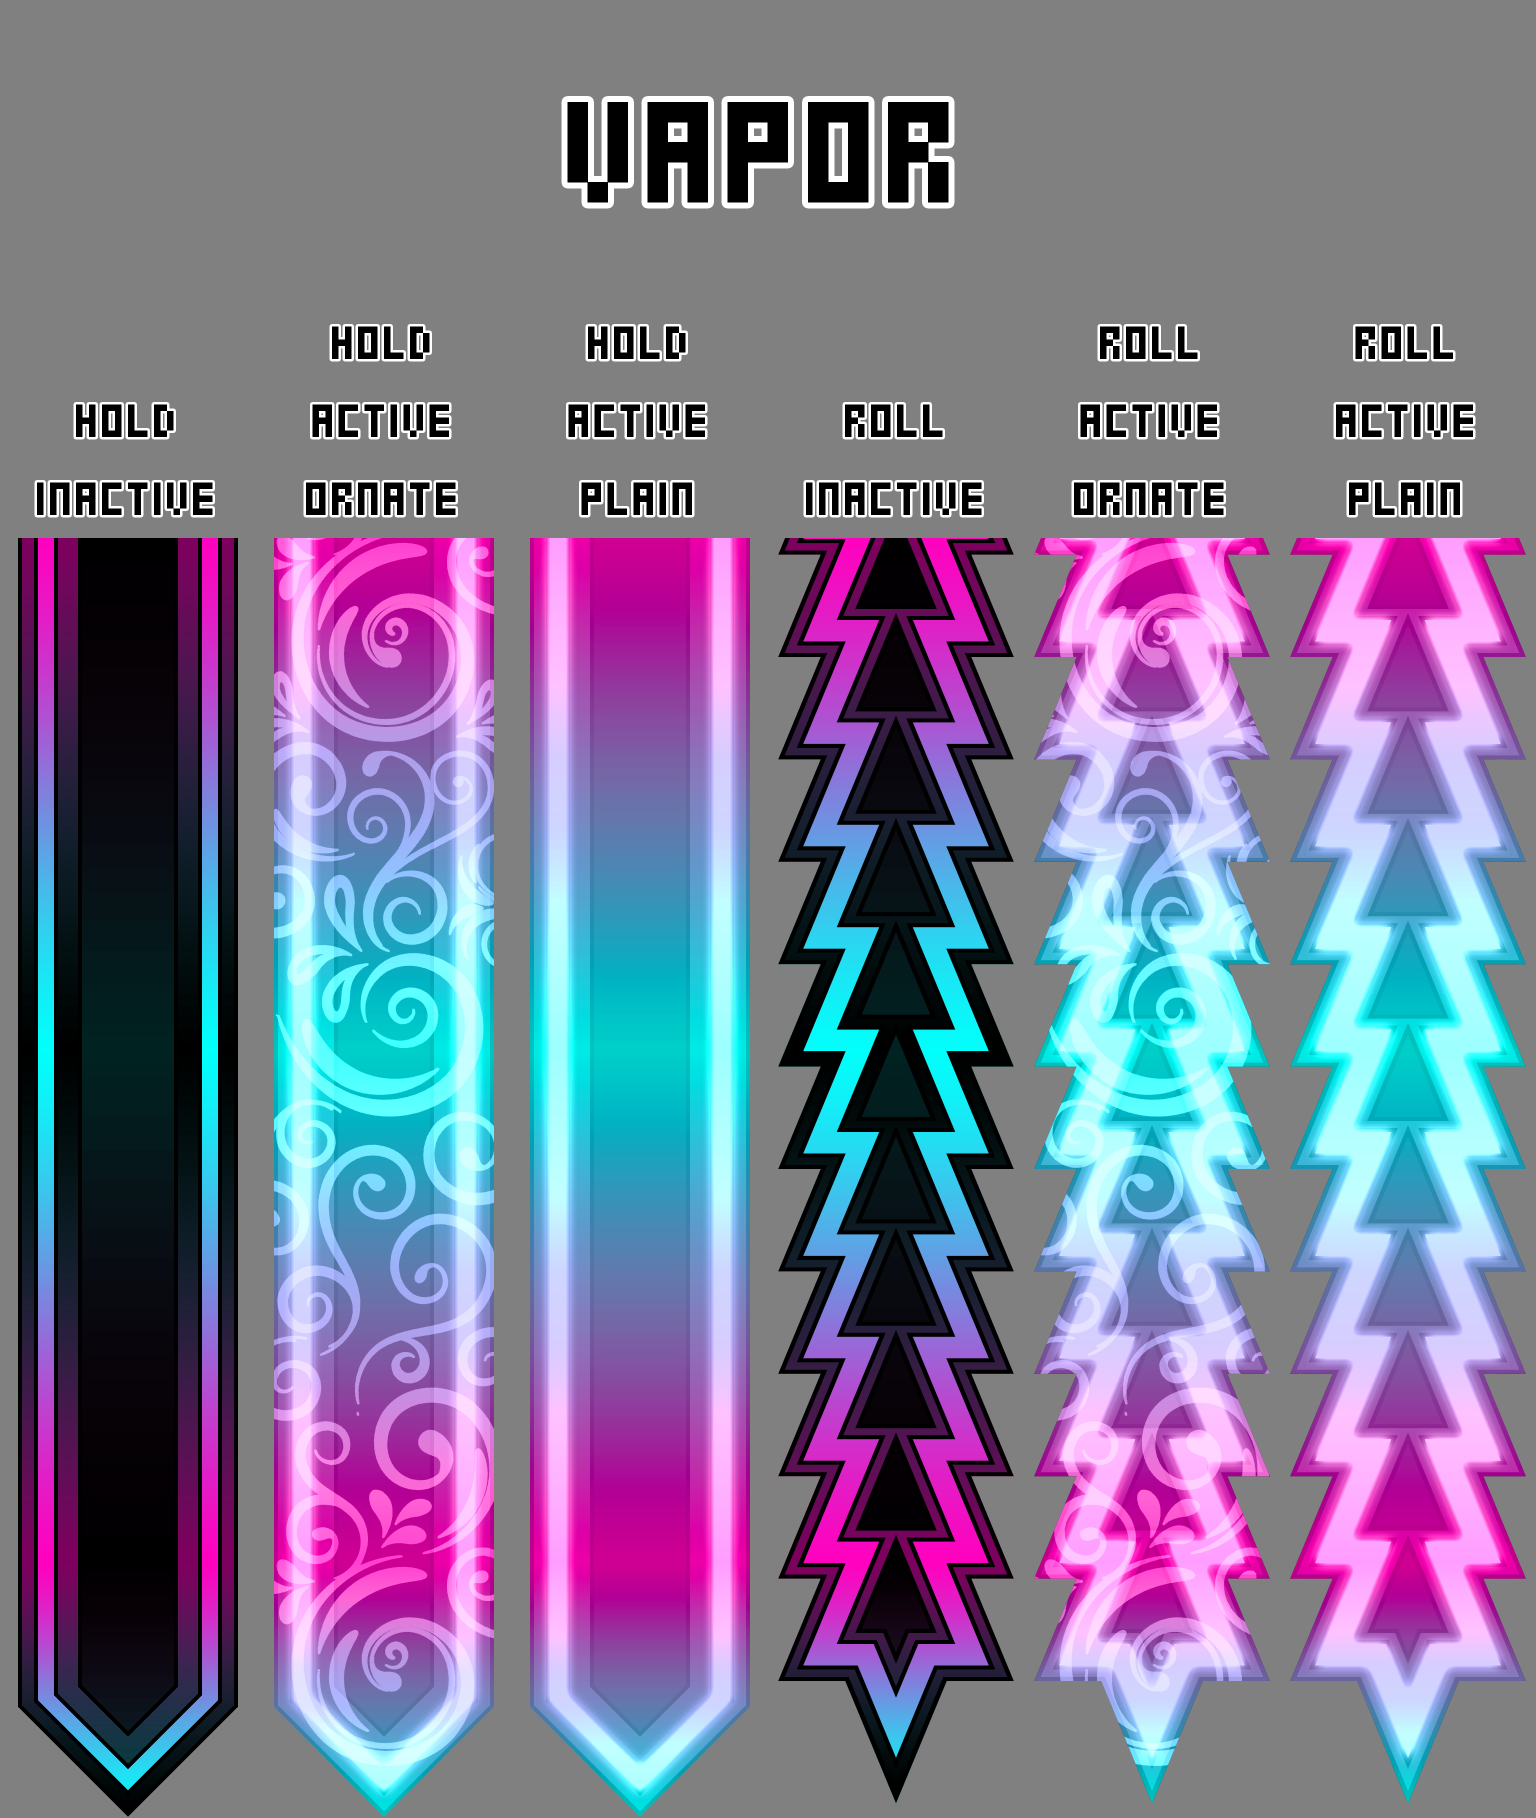 VAPOR
HOLD INACTIVE
HOLD ACTIVE ORNATE
HOLD ACTIVE PLAIN
ROLL INACTIVE
ROLL ACTIVE ORNATE
ROLL ACTIVE PLAIN